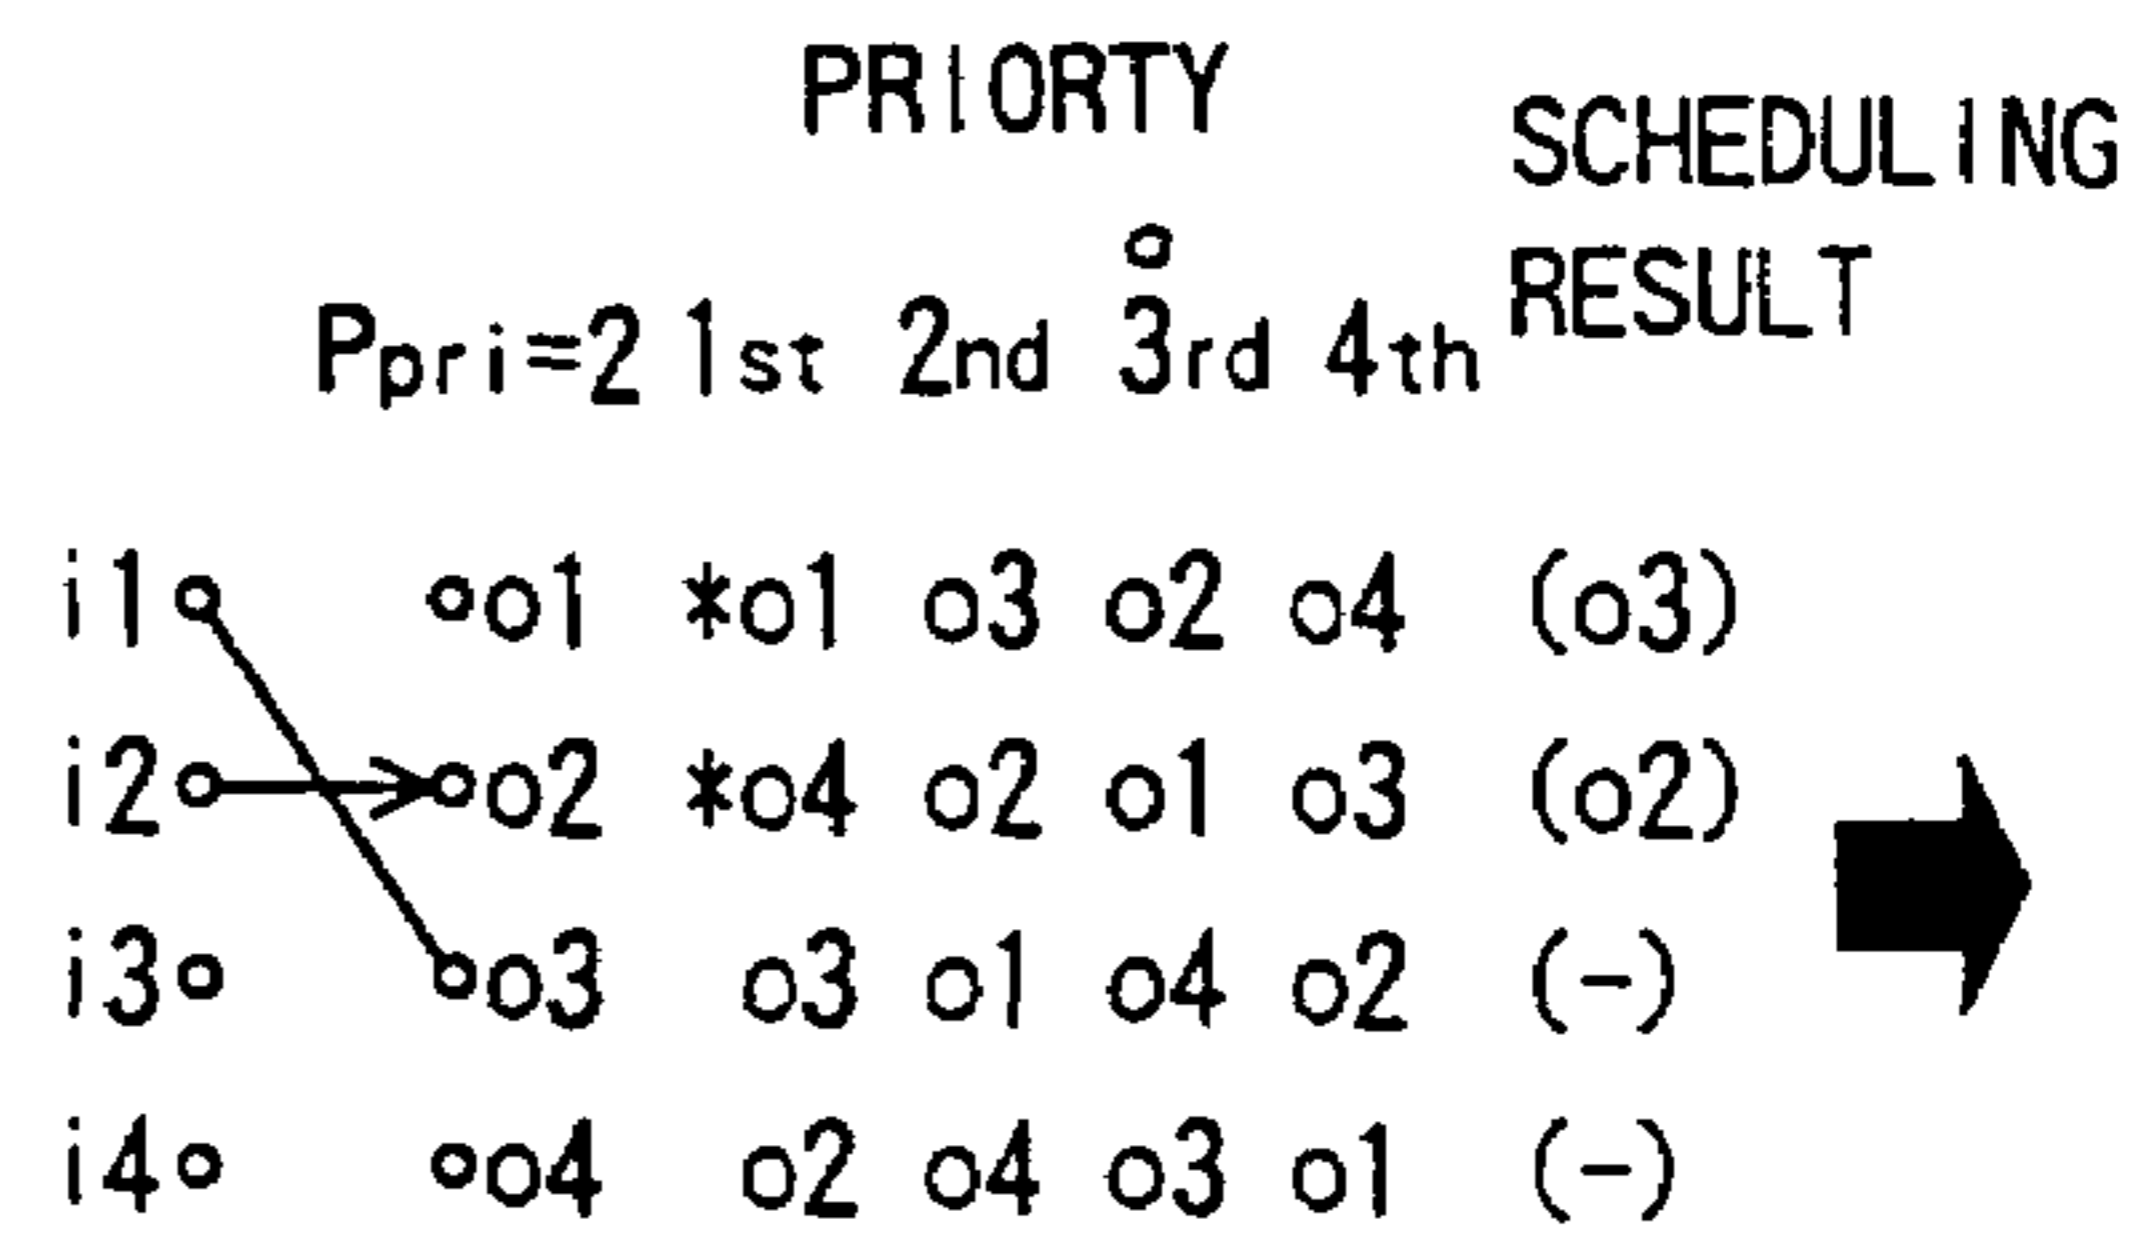 PRIORTY
SCHEDULING
RESULT
Ppri=2 1st 2nd 3rd 4th
i1 o1 *o1 o3 o2 o4 (o3)
i2 o2 *o4 o2 o1 o3 (o2)
i3 o3 o3 o1 o4 o2 (-)
i4 o4 o2 o4 o3 o1 (-)